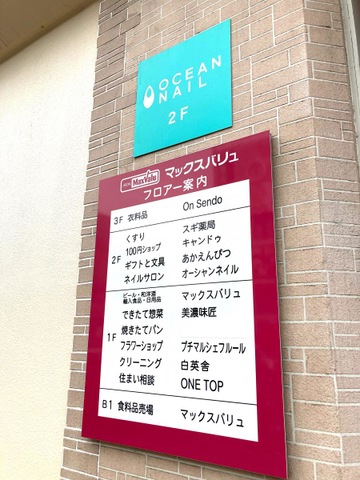 OCEAN
NAIL
2F
MaxValu マックスバリュ
フロアー案内
3F 衣料品 On Sendo
くすり スギ薬局
100円ショップ キャンドゥ
2F
ギフトと文具 あかえんぴつ
ネイルサロン オーシャンネイル
ビール・和洋酒
輸入食品・日用品 マックスバリュ
できたて惣菜 美濃味匠
焼きたてパン
1F
フラワーショップ プチマルシェフルール
クリーニング 白英舎
住まい相談 ONE TOP
B1 食料品売場 マックスバリュ